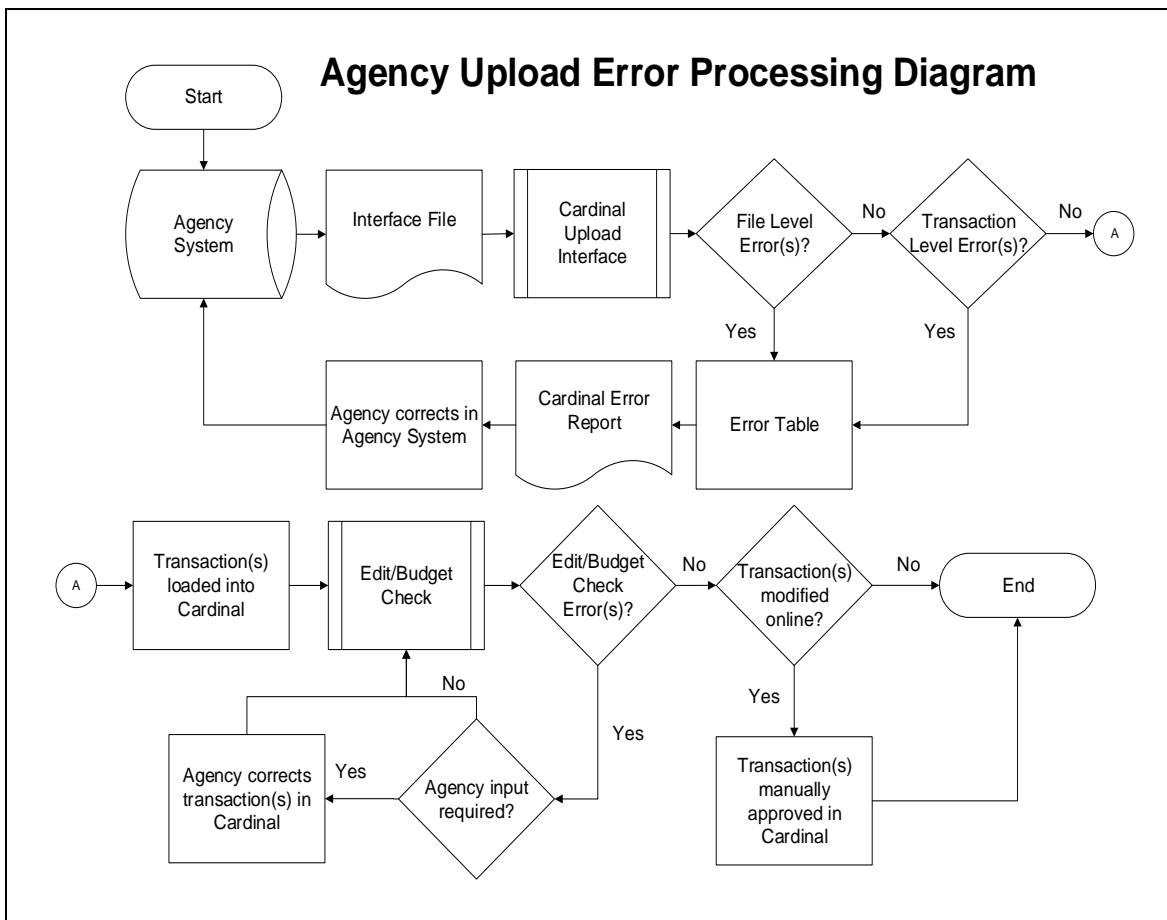 Agency Upload Error Processing Diagram
Start
Agency
System
Interface File
Cardinal
Upload
Interface
File Level
Error(s)?
No
Transaction
Level Error(s)?
No
A
Yes
Yes
Agency corrects in
Agency System
Cardinal Error
Report
Error Table
A
Transaction(s)
loaded into
Cardinal
Edit/Budget
Check
Edit/Budget
Check
Error(s)?
No
Transaction(s)
modified
online?
No
End
No
Yes
Yes
Agency corrects
transaction(s) in
Cardinal
Yes
Agency input
required?
Transaction(s)
manually
approved in
Cardinal